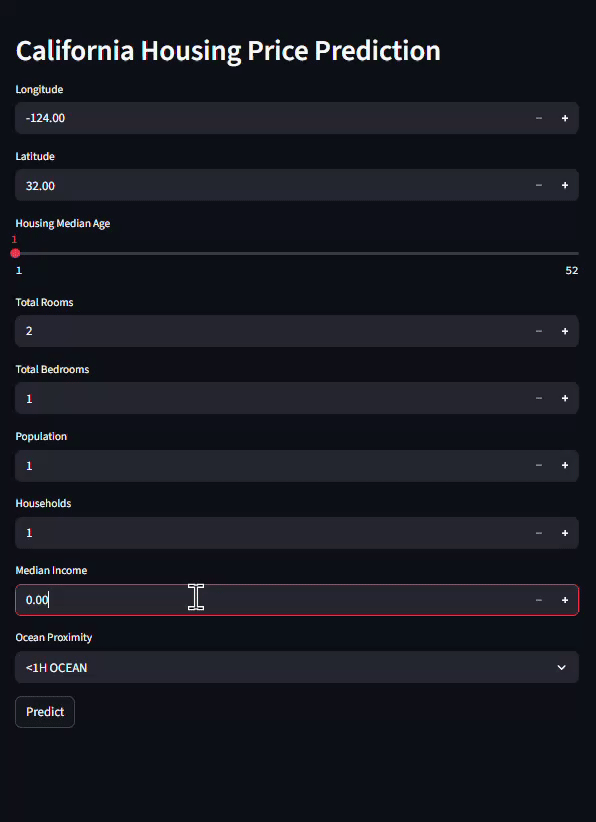 California Housing Price Prediction
Longitude
-124.00
Latitude
32.00
Housing Median Age
1
1 52
Total Rooms
2
Total Bedrooms
1
Population
1
Households
1
Median Income
0.00
Ocean Proximity
<1H OCEAN
Predict